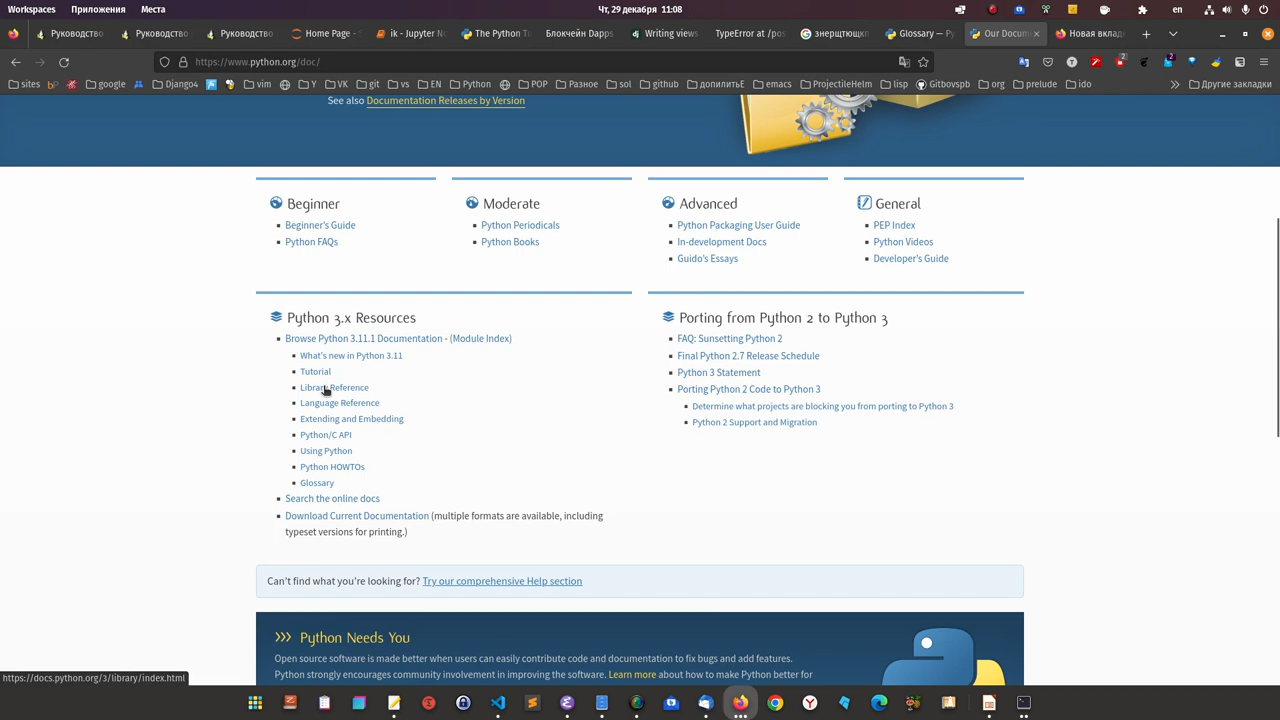 Workspaces Приложения Места Чт, 29 декабря 11:08 en
Руководство Руководство Руководство Home Page - ik - Jupyter No The Python T Блокчейн Dapps Writing views TypeError at /pos знерщтющк Glossary — Py Our Docum Новая вклад
https://www.python.org/doc/
sites bs google Django4 vim Y VK git vs EN Python POP Разное sol github допилитьЕ emacs ProjectileHelm lisp Gitbovspb org prelude ido Другие закладки
See also Documentation Releases by Version
Beginner
Beginner's Guide
Python FAQs
Moderate
Python Periodicals
Python Books
Advanced
Python Packaging User Guide
In-development Docs
Guido's Essays
General
PEP Index
Python Videos
Developer's Guide
Python 3.x Resources
Browse Python 3.11.1 Documentation - (Module Index)
What's new in Python 3.11
Tutorial
Library Reference
Language Reference
Extending and Embedding
Python/C API
Using Python
Python HOWTOs
Glossary
Search the online docs
Download Current Documentation (multiple formats are available, including
typeset versions for printing.)
Porting from Python 2 to Python 3
FAQ: Sunsetting Python 2
Final Python 2.7 Release Schedule
Python 3 Statement
Porting Python 2 Code to Python 3
Determine what projects are blocking you from porting to Python 3
Python 2 Support and Migration
Can't find what you're looking for? Try our comprehensive Help section
>>> Python Needs You
Open source software is made better when users can easily contribute code and documentation to fix bugs and add features.
Python strongly encourages community involvement in improving the software. Learn more about how to make Python better for
https://docs.python.org/3/library/index.html